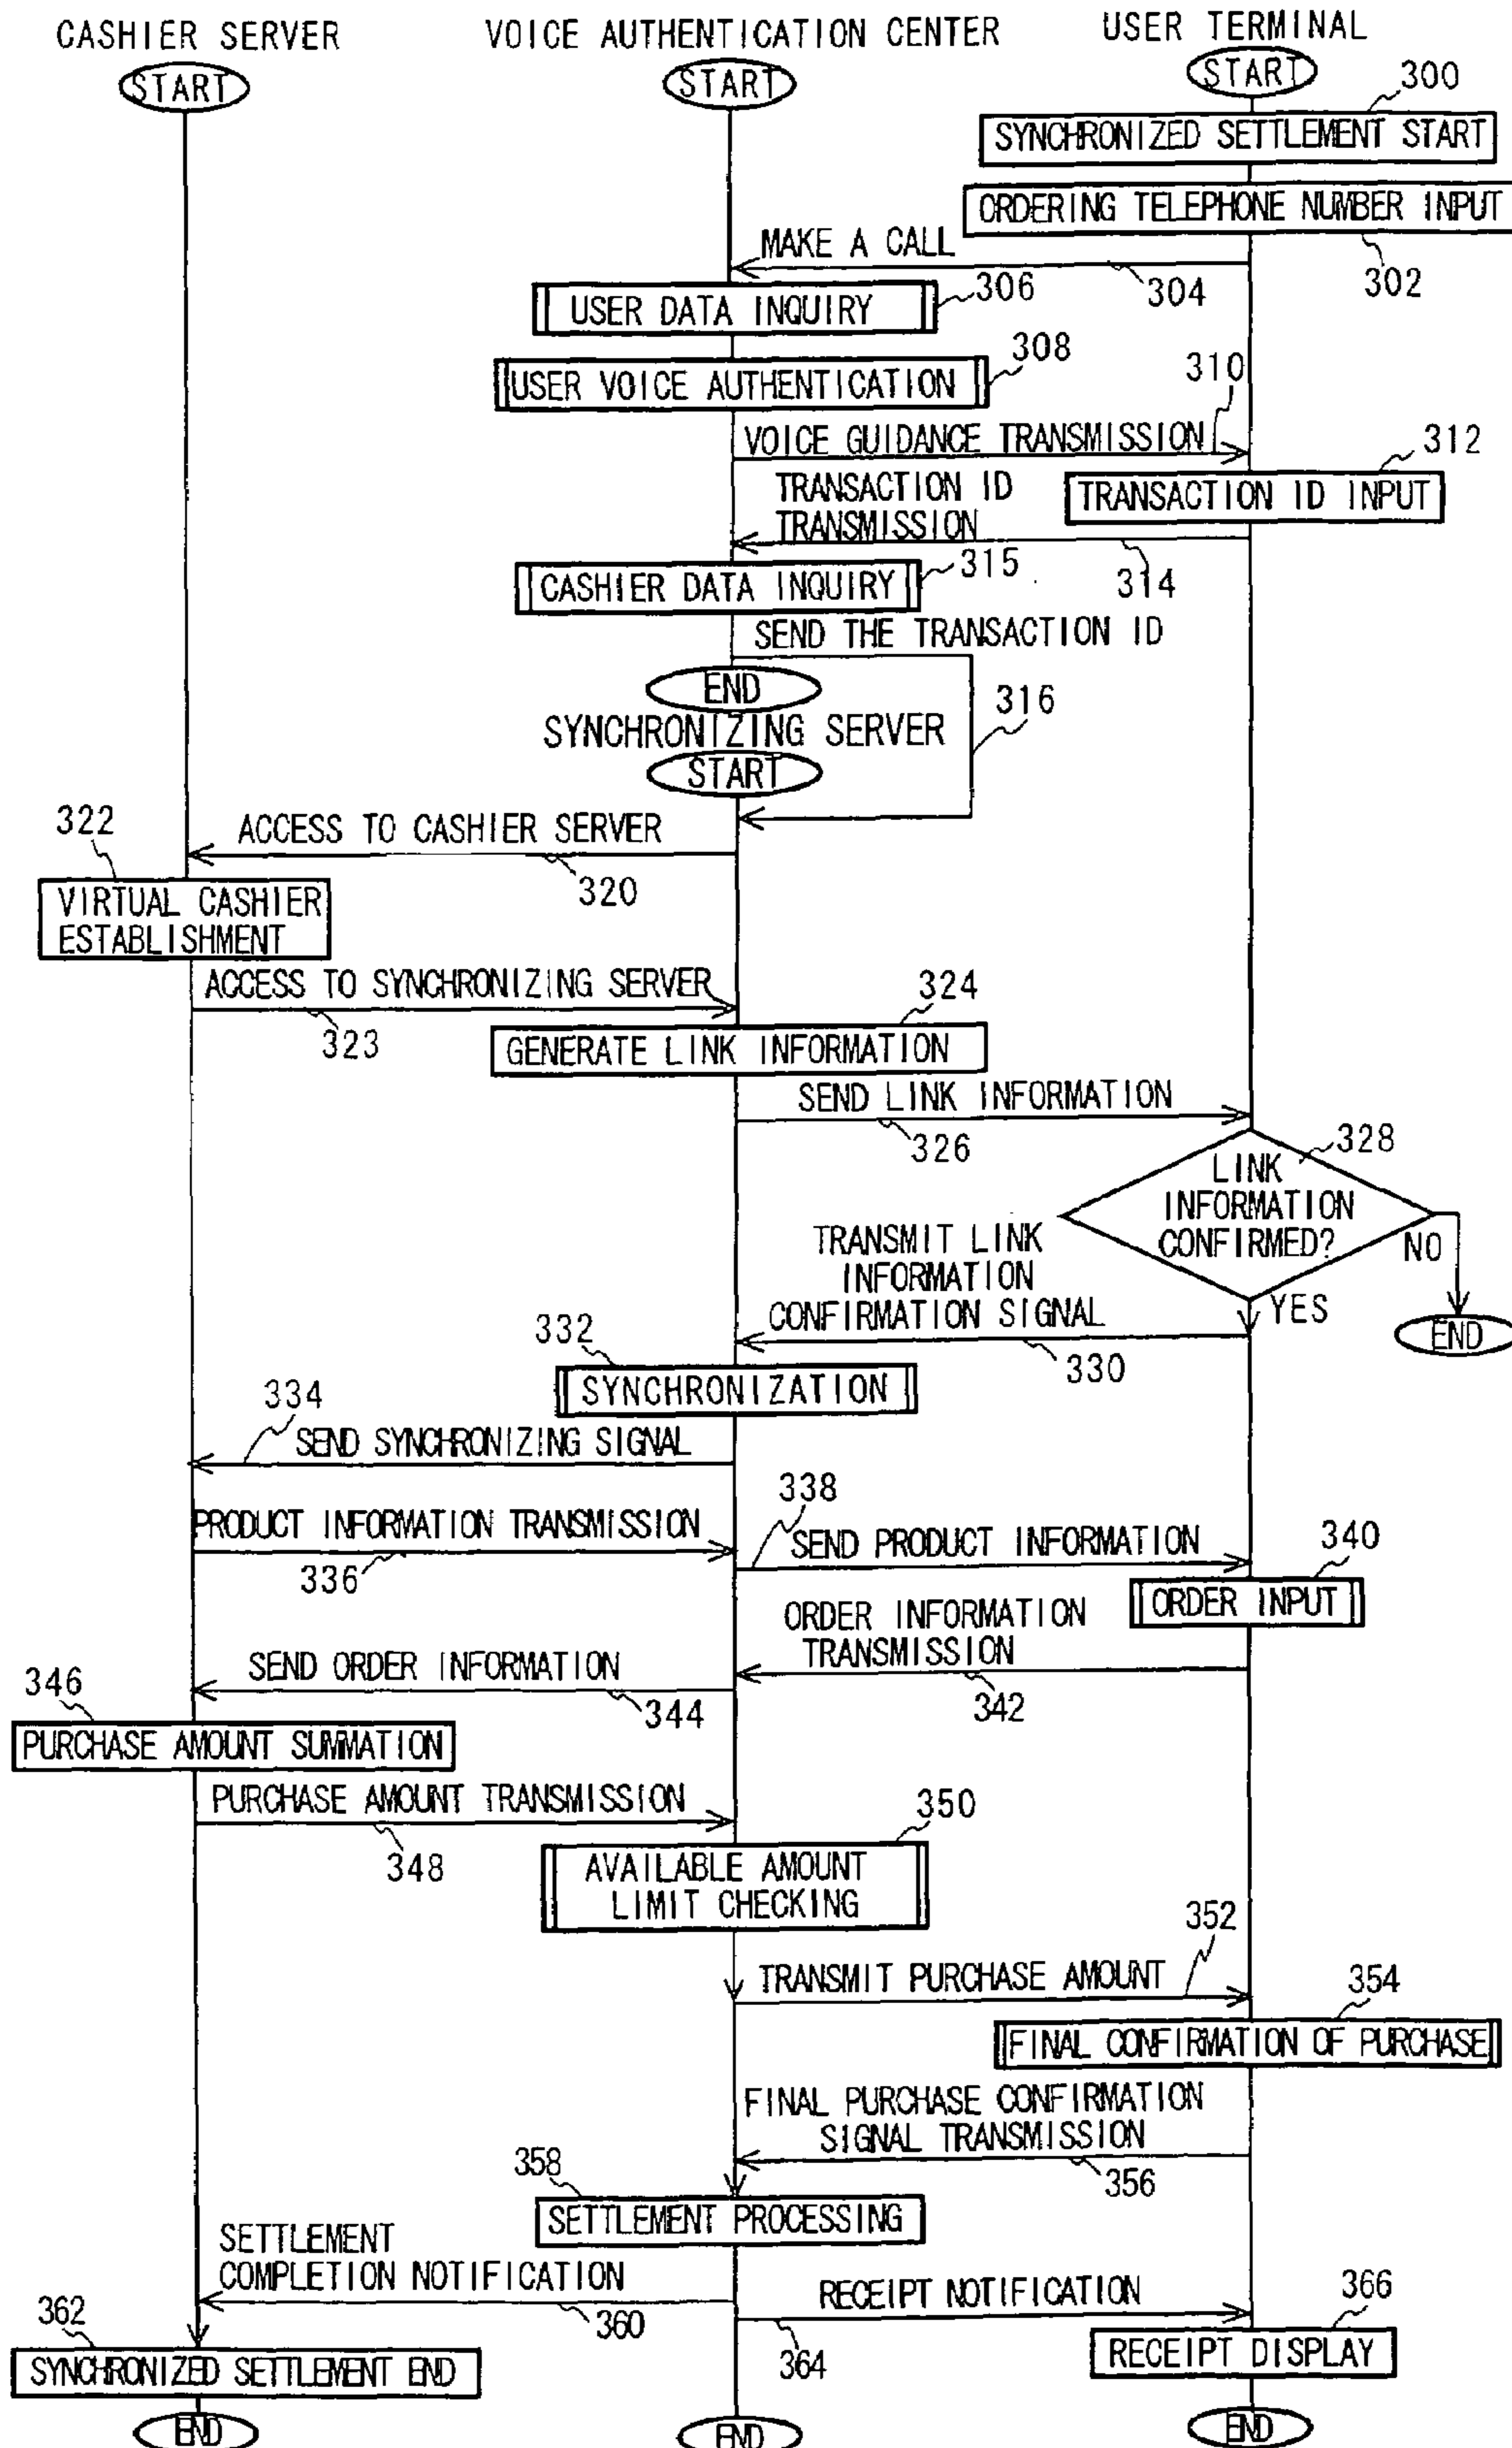 CASHIER SERVER
VOICE AUTHENTICATION CENTER
USER TERMINAL
START
START
START
300
SYNCHRONIZED SETTLEMENT START
ORDERING TELEPHONE NUMBER INPUT
302
MAKE A CALL
304
USER DATA INQUIRY
306
USER VOICE AUTHENTICATION
308
310
VOICE GUIDANCE TRANSMISSION
312
TRANSACTION ID INPUT
TRANSACTION ID
TRANSMISSION
314
CASHIER DATA INQUIRY
315
SEND THE TRANSACTION ID
END
316
SYNCHRONIZING SERVER
START
322
ACCESS TO CASHIER SERVER
320
VIRTUAL CASHIER
ESTABLISHMENT
ACCESS TO SYNCHRONIZING SERVER
323
324
GENERATE LINK INFORMATION
SEND LINK INFORMATION
326
328
LINK
INFORMATION
CONFIRMED?
NO
YES
END
TRANSMIT LINK
INFORMATION
CONFIRMATION SIGNAL
330
332
SYNCHRONIZATION
334
SEND SYNCHRONIZING SIGNAL
PRODUCT INFORMATION TRANSMISSION
336
338
SEND PRODUCT INFORMATION
340
ORDER INPUT
ORDER INFORMATION
TRANSMISSION
342
SEND ORDER INFORMATION
344
346
PURCHASE AMOUNT SUMMATION
PURCHASE AMOUNT TRANSMISSION
348
350
AVAILABLE AMOUNT
LIMIT CHECKING
352
TRANSMIT PURCHASE AMOUNT
354
FINAL CONFIRMATION OF PURCHASE
FINAL PURCHASE CONFIRMATION
SIGNAL TRANSMISSION
356
358
SETTLEMENT PROCESSING
SETTLEMENT
COMPLETION NOTIFICATION
360
RECEIPT NOTIFICATION
364
362
SYNCHRONIZED SETTLEMENT END
366
RECEIPT DISPLAY
END
END
END